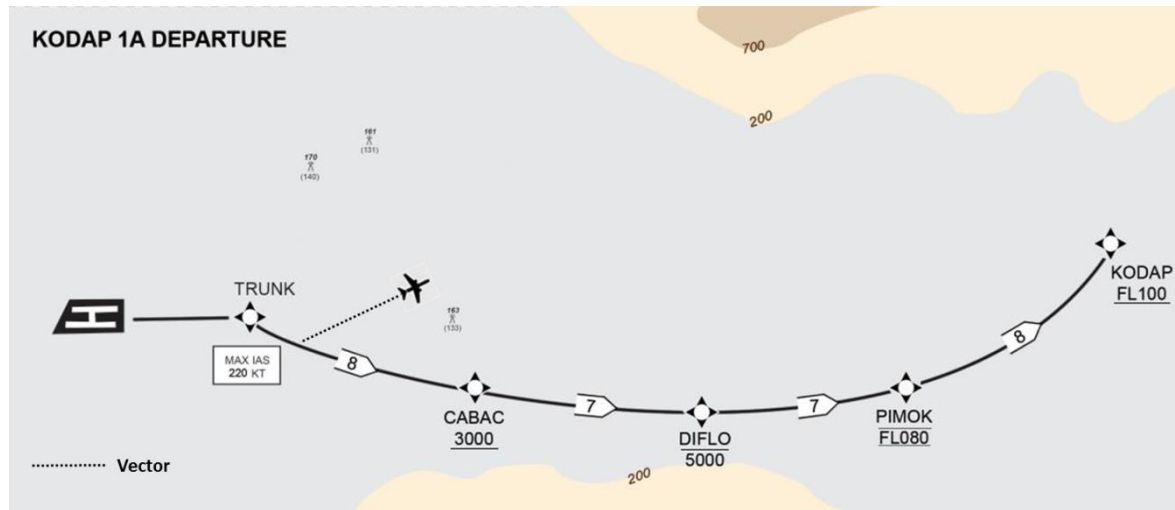 KODAP 1A DEPARTURE
700
200
161
(131)
170
(140)
TRUNK
MAX IAS
220 KT
163
(133)
8
CABAC
3000
7
DIFLO
5000
7
PIMOK
FL080
8
KODAP
FL100
Vector
200